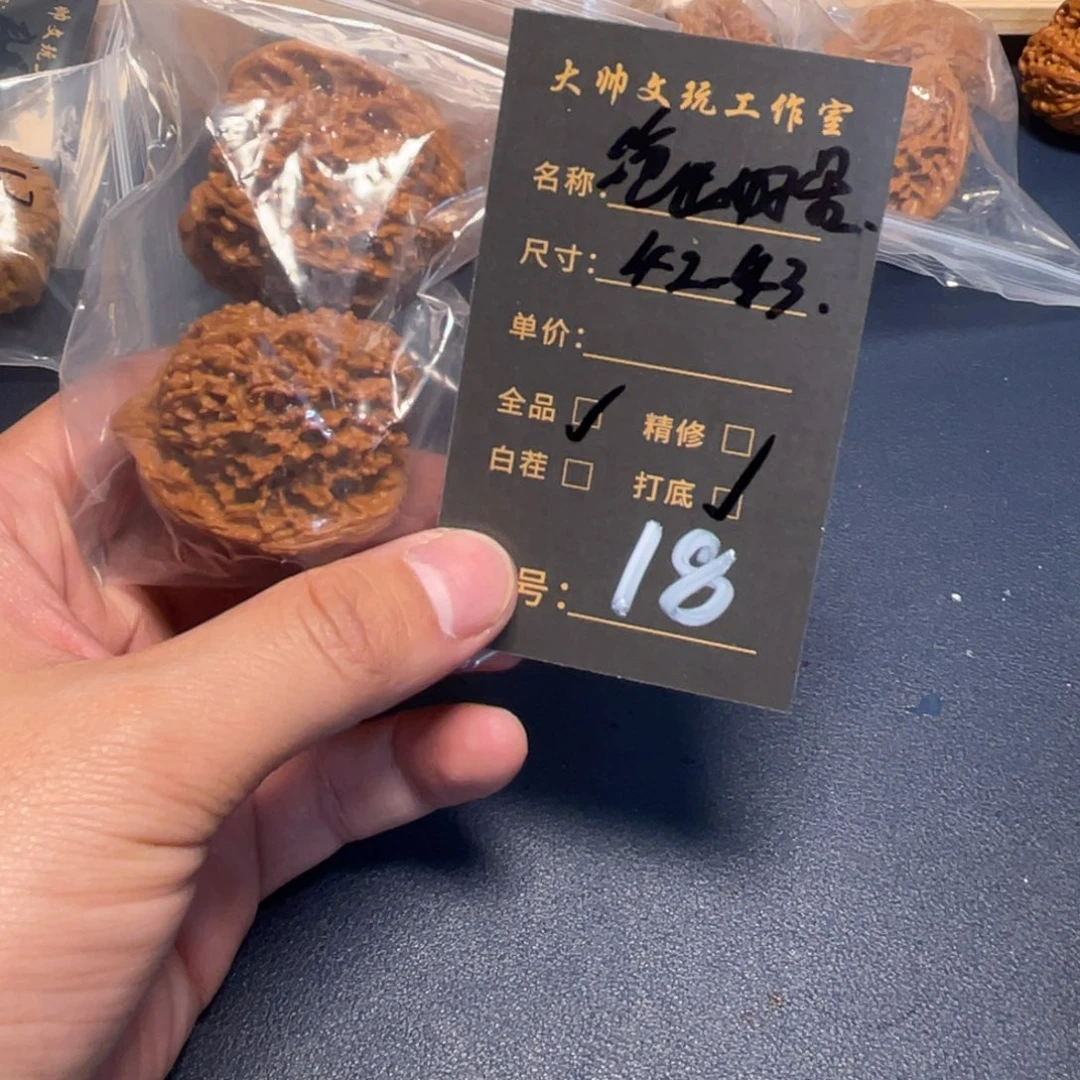 大帅文玩工作室
名称:
尺寸: 42-43.
单价:
全品 ✓ 精修
白茬 打底 ✓
号: 18